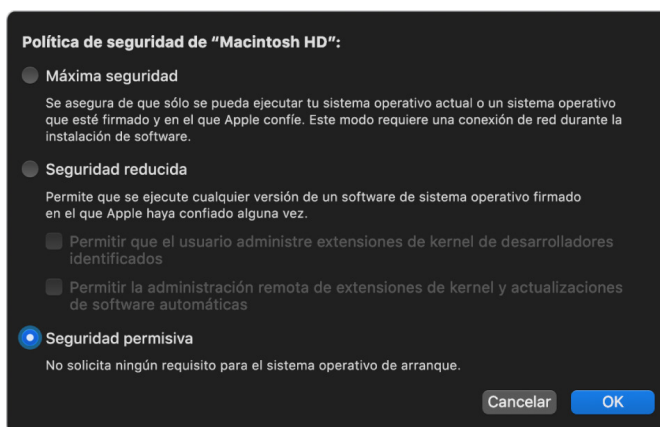 Política de seguridad de “Macintosh HD”:
Máxima seguridad
Se asegura de que sólo se pueda ejecutar tu sistema operativo actual o un sistema operativo
que esté firmado y en el que Apple confíe. Este modo requiere una conexión de red durante la
instalación de software.
Seguridad reducida
Permite que se ejecute cualquier versión de un software de sistema operativo firmado
en el que Apple haya confiado alguna vez.
Permitir que el usuario administre extensiones de kernel de desarrolladores
identificados
Permitir la administración remota de extensiones de kernel y actualizaciones
de software automáticas
Seguridad permisiva
No solicita ningún requisito para el sistema operativo de arranque.
Cancelar OK